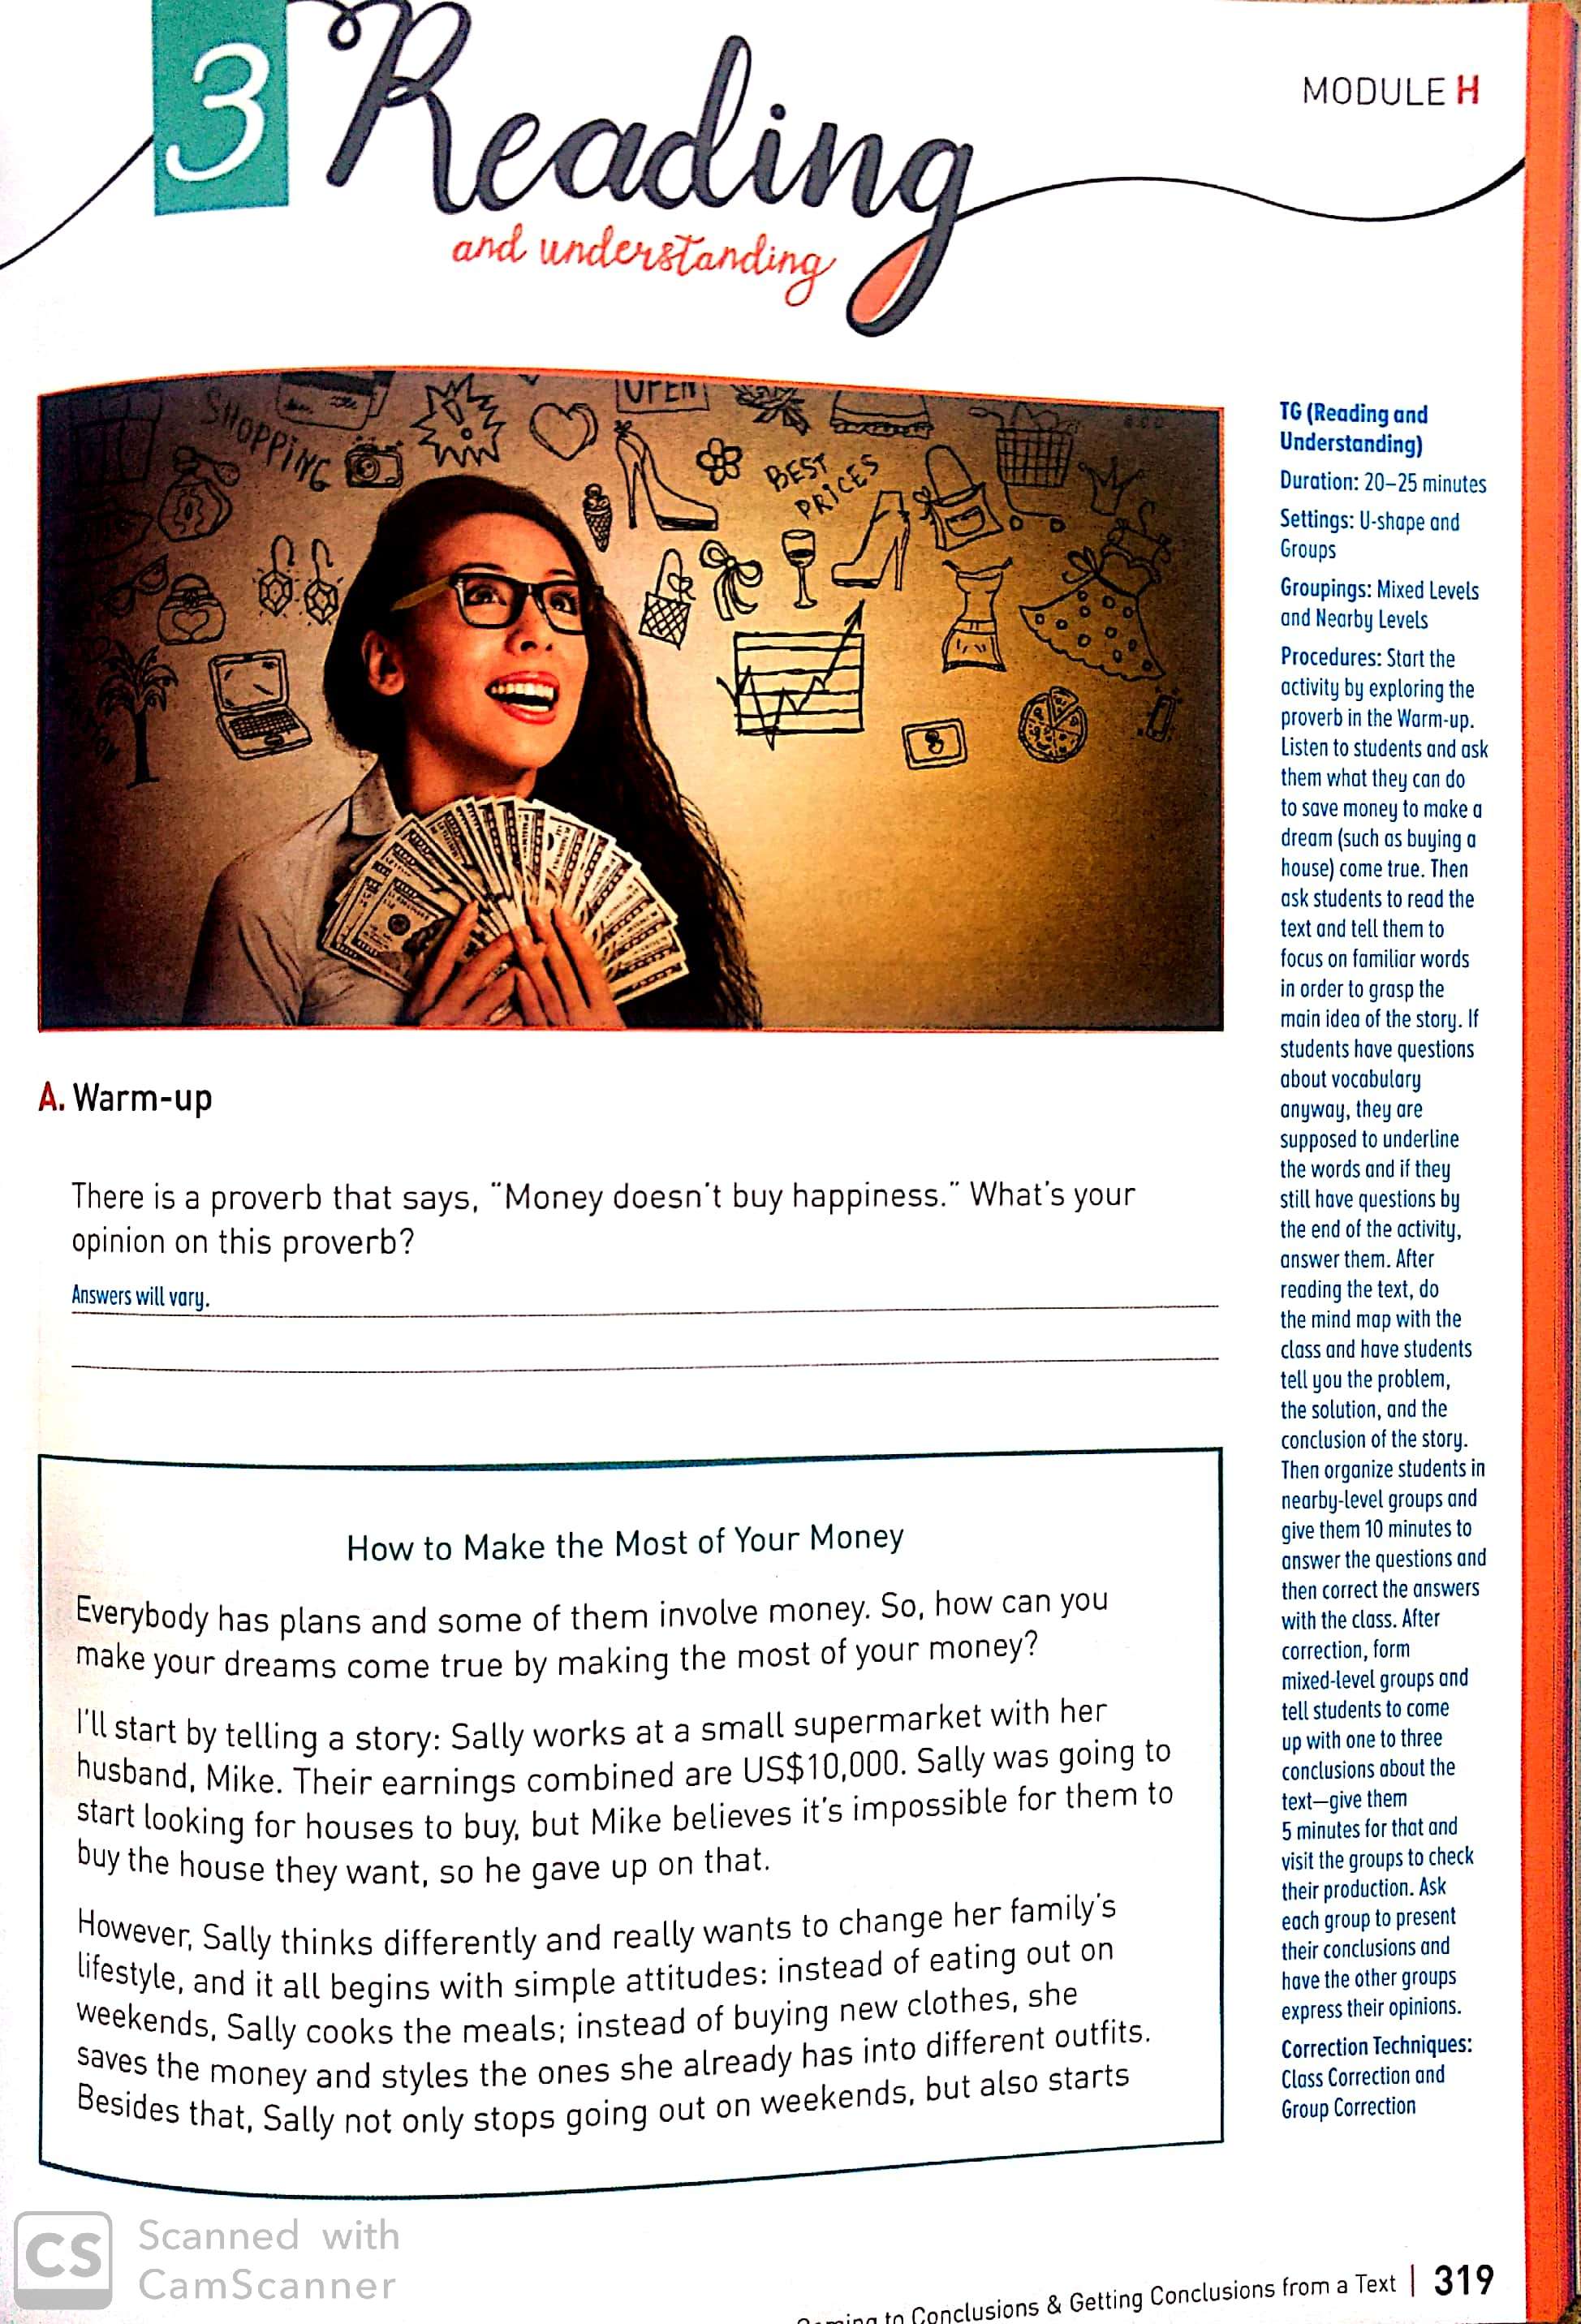 3 Reading
and understanding
MODULE H
SHOPPING
OPEN
BEST
PRICES
A. Warm-up
There is a proverb that says, “Money doesn't buy happiness.” What's your
opinion on this proverb?
Answers will vary.
How to Make the Most of Your Money
Everybody has plans and some of them involve money. So, how can you
make your dreams come true by making the most of your money?
I'll start by telling a story: Sally works at a small supermarket with her
husband, Mike. Their earnings combined are US$10,000. Sally was going to
start looking for houses to buy, but Mike believes it's impossible for them to
buy the house they want, so he gave up on that.
However, Sally thinks differently and really wants to change her family's
lifestyle, and it all begins with simple attitudes: instead of eating out on
weekends, Sally cooks the meals; instead of buying new clothes, she
saves the money and styles the ones she already has into different outfits.
Besides that, Sally not only stops going out on weekends, but also starts
TG (Reading and
Understanding)
Duration: 20–25 minutes
Settings: U-shape and
Groups
Groupings: Mixed Levels
and Nearby Levels
Procedures: Start the
activity by exploring the
proverb in the Warm-up.
Listen to students and ask
them what they can do
to save money to make a
dream (such as buying a
house) come true. Then
ask students to read the
text and tell them to
focus on familiar words
in order to grasp the
main idea of the story. If
students have questions
about vocabulary
anyway, they are
supposed to underline
the words and if they
still have questions by
the end of the activity,
answer them. After
reading the text, do
the mind map with the
class and have students
tell you the problem,
the solution, and the
conclusion of the story.
Then organize students in
nearby-level groups and
give them 10 minutes to
answer the questions and
then correct the answers
with the class. After
correction, form
mixed-level groups and
tell students to come
up with one to three
conclusions about the
text—give them
5 minutes for that and
visit the groups to check
their production. Ask
each group to present
their conclusions and
have the other groups
express their opinions.
Correction Techniques:
Class Correction and
Group Correction
CS Scanned with
CamScanner
to Conclusions & Getting Conclusions from a Text | 319